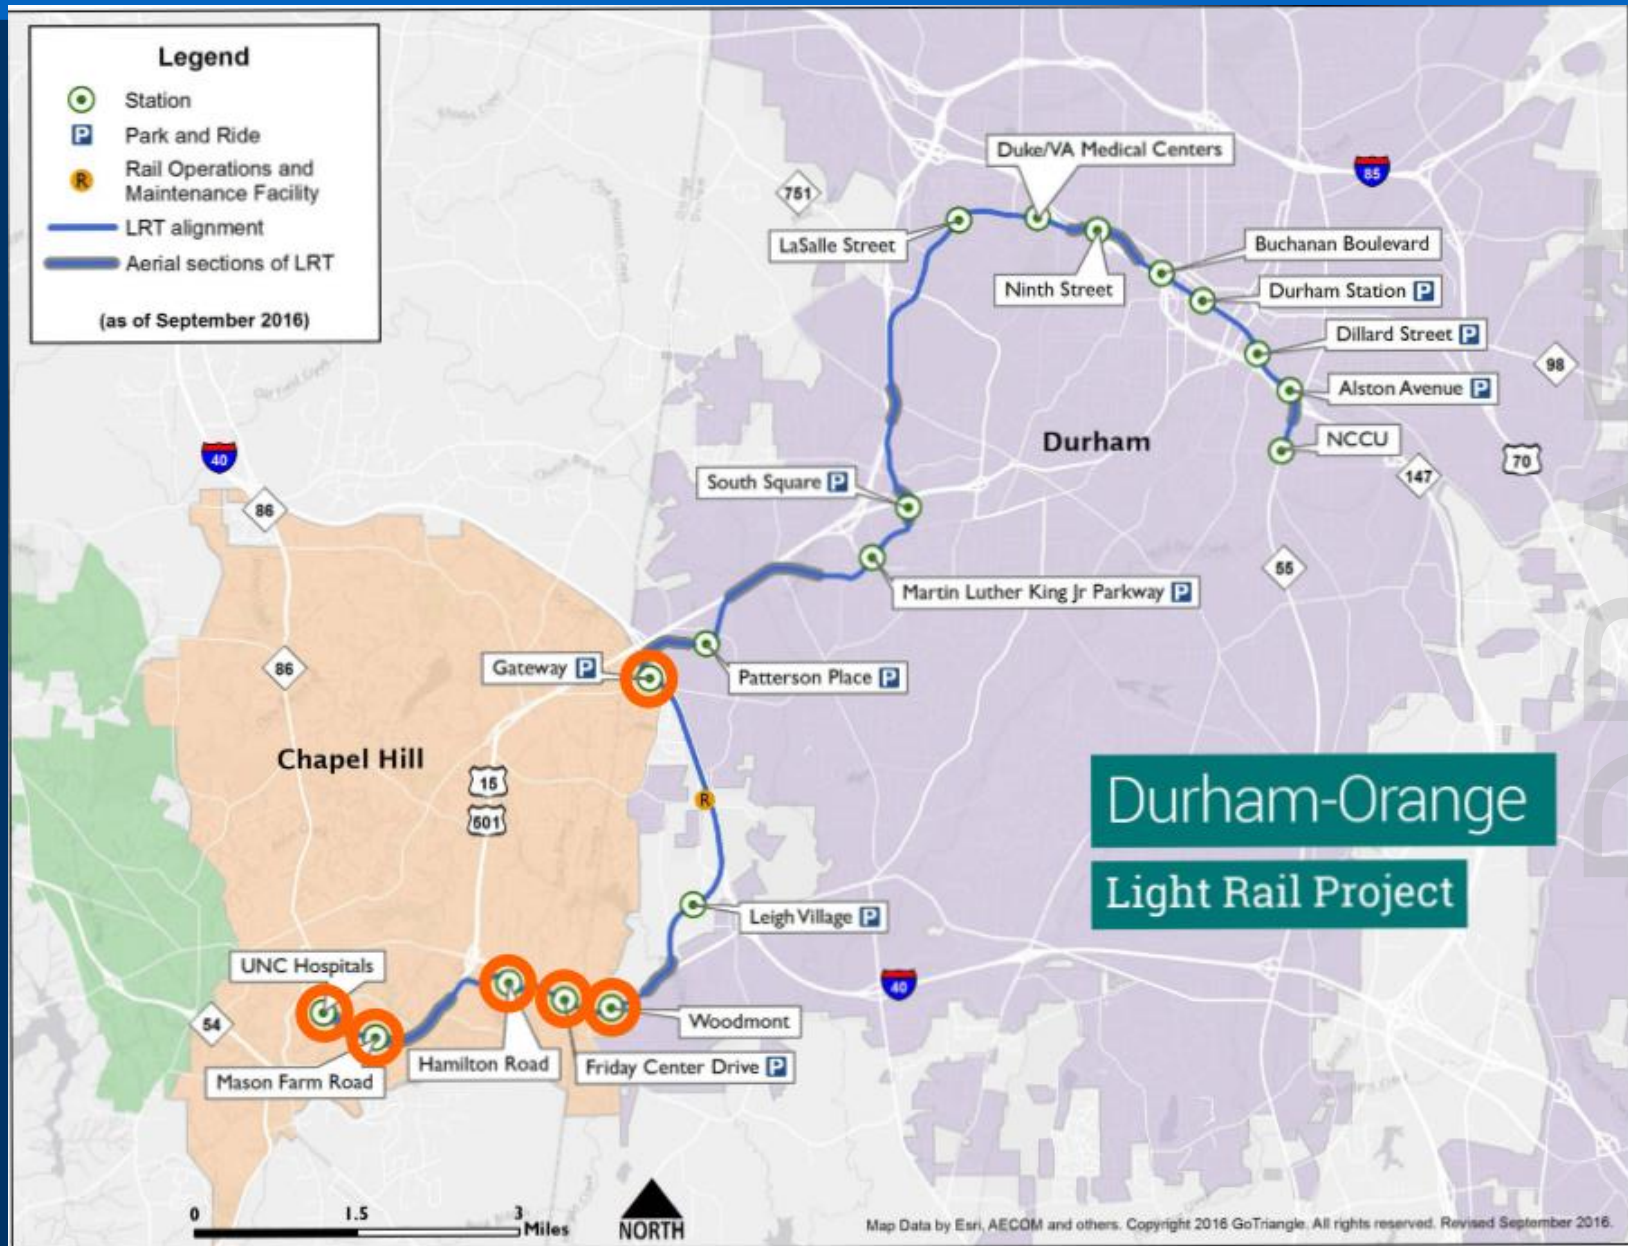 Legend
Station
P
Park and Ride
R
Rail Operations and
Maintenance Facility
LRT alignment
Aerial sections of LRT
(as of September 2016)
Duke/VA Medical Centers
85
751
LaSalle Street
Buchanan Boulevard
Ninth Street
Durham Station P
Dillard Street P
98
Alston Avenue P
Durham
NCCU
40
70
147
South Square P
86
55
Martin Luther King Jr Parkway P
Gateway P
86
Patterson Place P
Chapel Hill
15
501
R
Durham-Orange
Light Rail Project
Leigh Village P
UNC Hospitals
40
54
Woodmont
Hamilton Road
Friday Center Drive P
Mason Farm Road
0 1.5 3
Miles
NORTH
Map Data by Esri, AECOM and others. Copyright 2016 GoTriangle. All rights reserved. Revised September 2016.